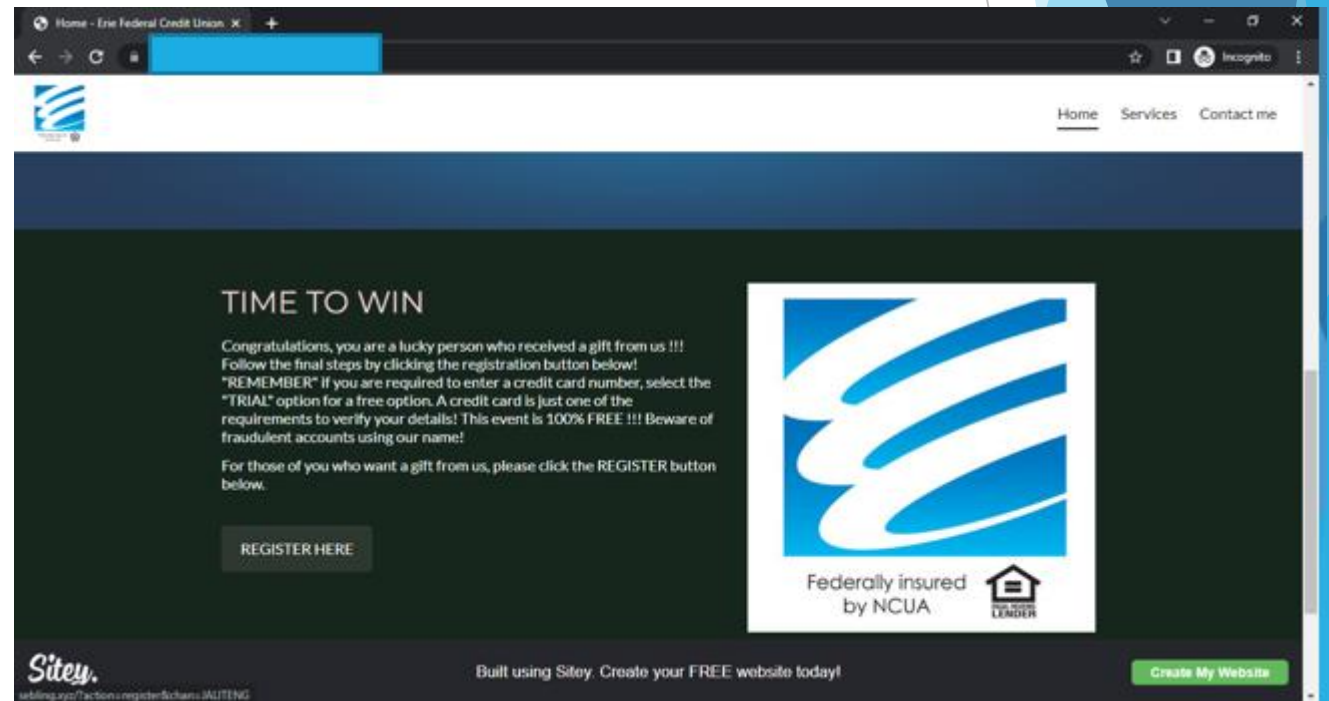 Home - Erie Federal Credit Union
Incognito
Home Services Contact me
TIME TO WIN
Congratulations, you are a lucky person who received a gift from us !!!
Follow the final steps by clicking the registration button below!
"REMEMBER" If you are required to enter a credit card number, select the
"TRIAL" option for a free option. A credit card is just one of the
requirements to verify your details! This event is 100% FREE !!! Beware of
fraudulent accounts using our name!
For those of you who want a gift from us, please click the REGISTER button
below.
REGISTER HERE
Federally insured
by NCUA
LENDER
Sitey.
Built using Sitey. Create your FREE website today!
Create My Website